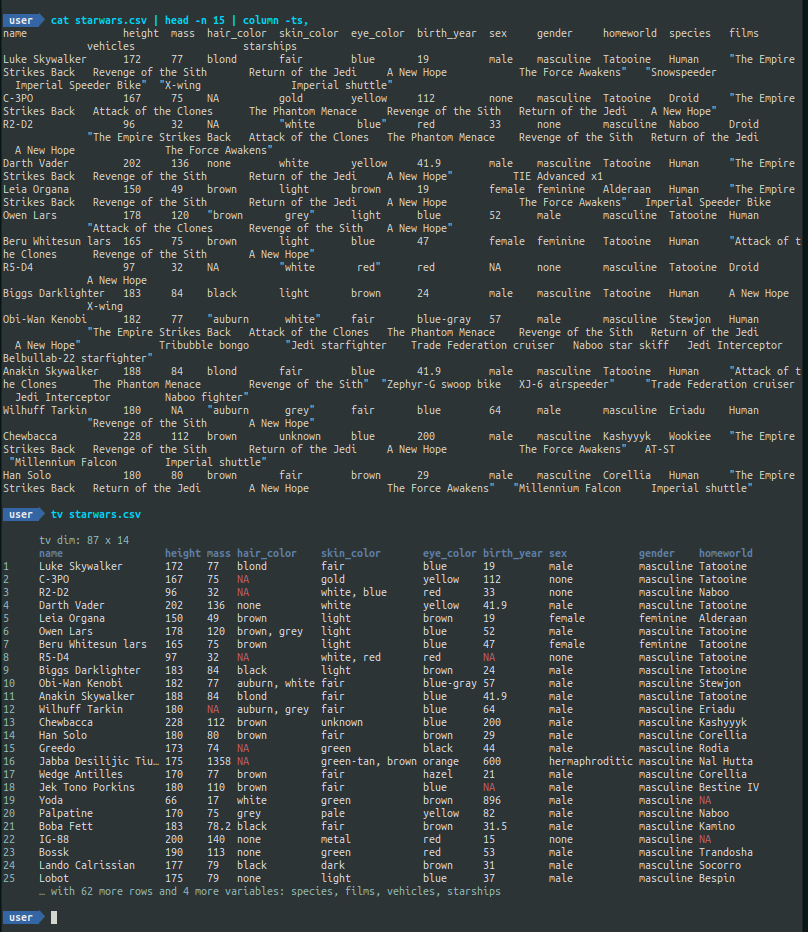 user cat starwars.csv | head -n 15 | column -ts,
name height mass hair_color skin_color eye_color birth_year sex gender homeworld species films
vehicles starships
Luke Skywalker 172 77 blond fair blue 19 male masculine Tatooine Human "The Empire
Strikes Back Revenge of the Sith Return of the Jedi A New Hope The Force Awakens" "Snowspeeder
Imperial Speeder Bike" "X-wing Imperial shuttle"
C-3PO 167 75 NA gold yellow 112 none masculine Tatooine Droid "The Empire
Strikes Back Attack of the Clones The Phantom Menace Revenge of the Sith Return of the Jedi A New Hope"
R2-D2 96 32 NA "white blue" red 33 none masculine Naboo Droid
"The Empire Strikes Back Attack of the Clones The Phantom Menace Revenge of the Sith Return of the Jedi
A New Hope The Force Awakens"
Darth Vader 202 136 none white yellow 41.9 male masculine Tatooine Human "The Empire
Strikes Back Revenge of the Sith Return of the Jedi A New Hope" TIE Advanced x1
Leia Organa 150 49 brown light brown 19 female feminine Alderaan Human "The Empire
Strikes Back Revenge of the Sith Return of the Jedi A New Hope The Force Awakens" Imperial Speeder Bike
Owen Lars 178 120 "brown grey" light blue 52 male masculine Tatooine Human
"Attack of the Clones Revenge of the Sith A New Hope"
Beru Whitesun lars 165 75 brown light blue 47 female feminine Tatooine Human "Attack of t
he Clones Revenge of the Sith A New Hope"
R5-D4 97 32 NA "white red" red NA none masculine Tatooine Droid
A New Hope
Biggs Darklighter 183 84 black light brown 24 male masculine Tatooine Human A New Hope
X-wing
Obi-Wan Kenobi 182 77 "auburn white" fair blue-gray 57 male masculine Stewjon Human
"The Empire Strikes Back Attack of the Clones The Phantom Menace Revenge of the Sith Return of the Jedi
A New Hope" Tribubble bongo "Jedi starfighter Trade Federation cruiser Naboo star skiff Jedi Interceptor
Belbullab-22 starfighter"
Anakin Skywalker 188 84 blond fair blue 41.9 male masculine Tatooine Human "Attack of t
he Clones The Phantom Menace Revenge of the Sith" "Zephyr-G swoop bike XJ-6 airspeeder" "Trade Federation cruiser
Jedi Interceptor Naboo fighter"
Wilhuff Tarkin 180 NA "auburn grey" fair blue 64 male masculine Eriadu Human
"Revenge of the Sith A New Hope"
Chewbacca 228 112 brown unknown blue 200 male masculine Kashyyyk Wookiee "The Empire
Strikes Back Revenge of the Sith Return of the Jedi A New Hope The Force Awakens" AT-ST
"Millennium Falcon Imperial shuttle"
Han Solo 180 80 brown fair brown 29 male masculine Corellia Human "The Empire
Strikes Back Return of the Jedi A New Hope The Force Awakens" "Millennium Falcon Imperial shuttle"
user tv starwars.csv
tv dim: 87 x 14
name height mass hair_color skin_color eye_color birth_year sex gender homeworld
1 Luke Skywalker 172 77 blond fair blue 19 male masculine Tatooine
2 C-3PO 167 75 NA gold yellow 112 none masculine Tatooine
3 R2-D2 96 32 NA white, blue red 33 none masculine Naboo
4 Darth Vader 202 136 none white yellow 41.9 male masculine Tatooine
5 Leia Organa 150 49 brown light brown 19 female feminine Alderaan
6 Owen Lars 178 120 brown, grey light blue 52 male masculine Tatooine
7 Beru Whitesun lars 165 75 brown light blue 47 female feminine Tatooine
8 R5-D4 97 32 NA white, red red NA none masculine Tatooine
9 Biggs Darklighter 183 84 black light brown 24 male masculine Tatooine
10 Obi-Wan Kenobi 182 77 auburn, white fair blue-gray 57 male masculine Stewjon
11 Anakin Skywalker 188 84 blond fair blue 41.9 male masculine Tatooine
12 Wilhuff Tarkin 180 NA auburn, grey fair blue 64 male masculine Eriadu
13 Chewbacca 228 112 brown unknown blue 200 male masculine Kashyyyk
14 Han Solo 180 80 brown fair brown 29 male masculine Corellia
15 Greedo 173 74 NA green black 44 male masculine Rodia
16 Jabba Desilijic Tiu… 175 1358 NA green-tan, brown orange 600 hermaphroditic masculine Nal Hutta
17 Wedge Antilles 170 77 brown fair hazel 21 male masculine Corellia
18 Jek Tono Porkins 180 110 brown fair blue NA male masculine Bestine IV
19 Yoda 66 17 white green brown 896 male masculine NA
20 Palpatine 170 75 grey pale yellow 82 male masculine Naboo
21 Boba Fett 183 78.2 black fair brown 31.5 male masculine Kamino
22 IG-88 200 140 none metal red 15 none masculine NA
23 Bossk 190 113 none green red 53 male masculine Trandosha
24 Lando Calrissian 177 79 black dark brown 31 male masculine Socorro
25 Lobot 175 79 none light blue 37 male masculine Bespin
… with 62 more rows and 4 more variables: species, films, vehicles, starships
user